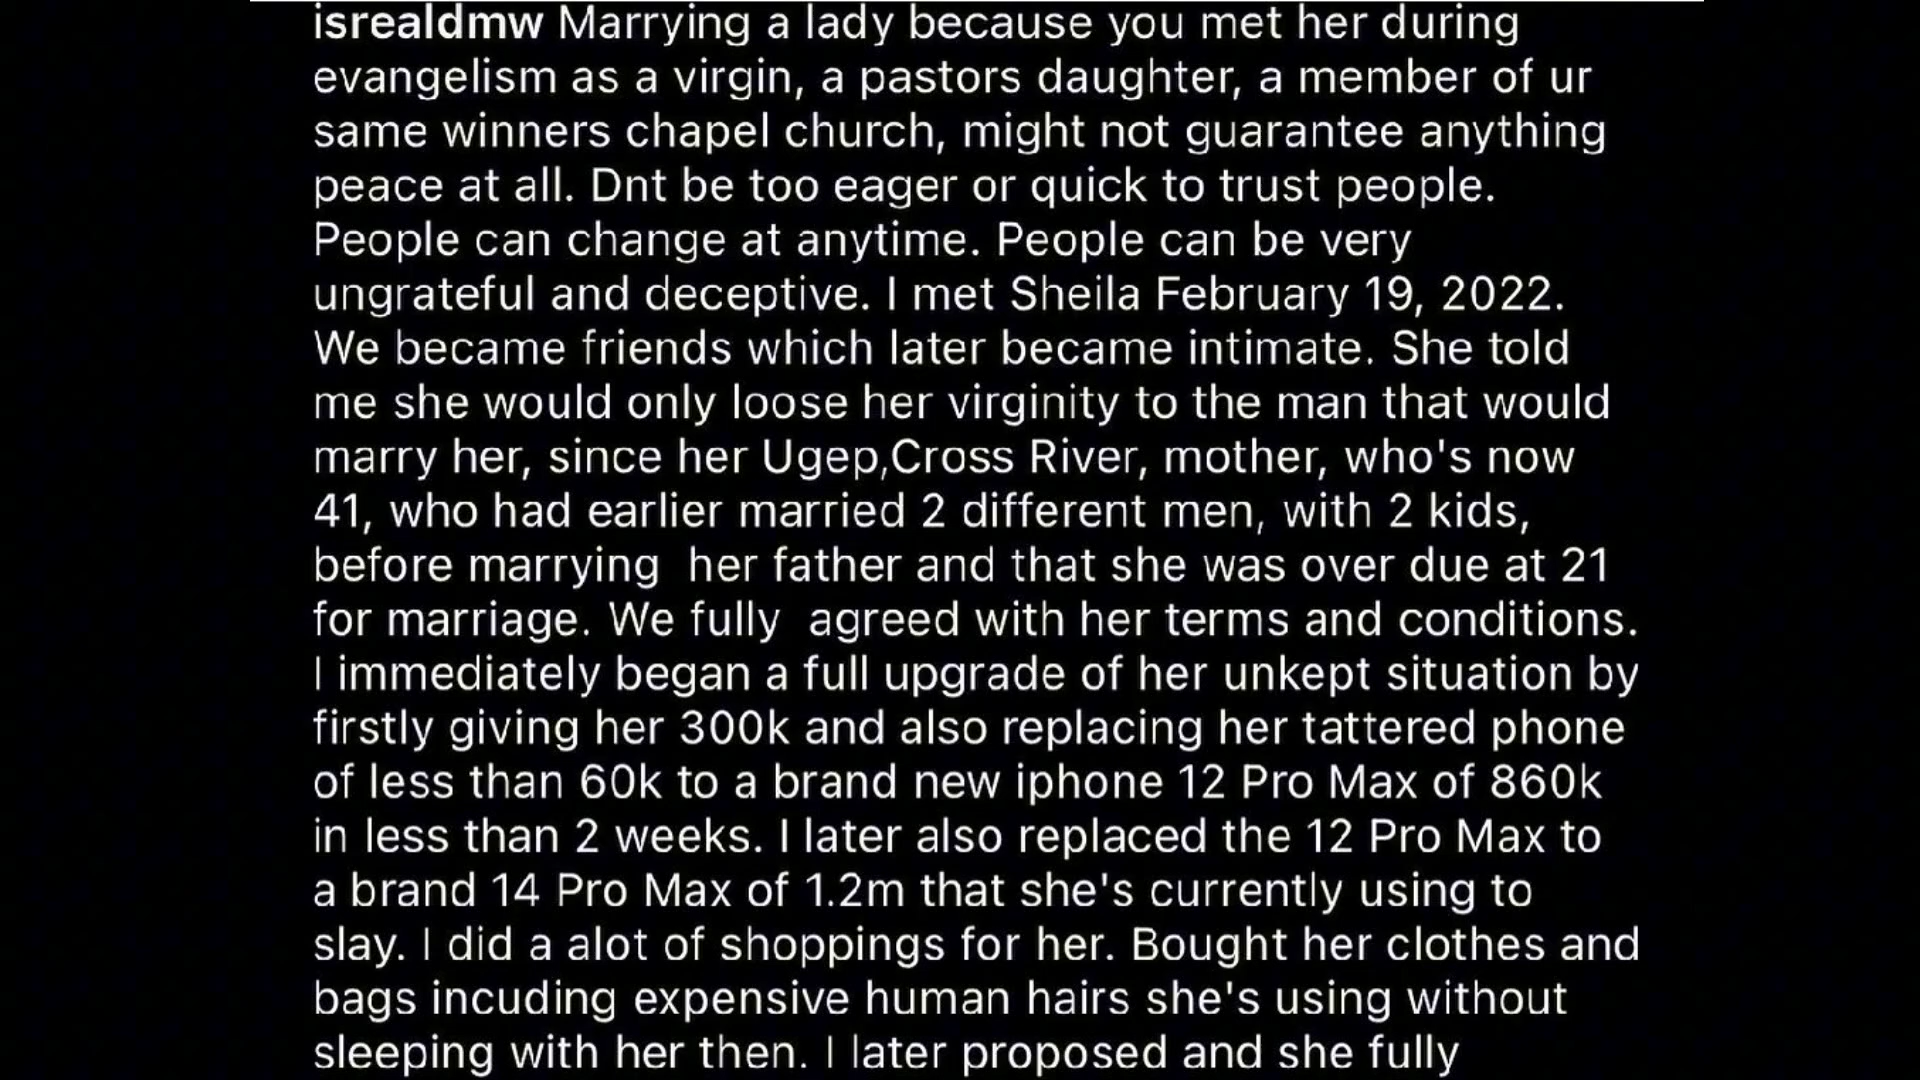 isrealdmw Marrying a lady because you met her during
evangelism as a virgin, a pastors daughter, a member of ur
same winners chapel church, might not guarantee anything
peace at all. Dnt be too eager or quick to trust people.
People can change at anytime. People can be very
ungrateful and deceptive. I met Sheila February 19, 2022.
We became friends which later became intimate. She told
me she would only loose her virginity to the man that would
marry her, since her Ugep,Cross River, mother, who's now
41, who had earlier married 2 different men, with 2 kids,
before marrying  her father and that she was over due at 21
for marriage. We fully  agreed with her terms and conditions.
I immediately began a full upgrade of her unkept situation by
firstly giving her 300k and also replacing her tattered phone
of less than 60k to a brand new iphone 12 Pro Max of 860k
in less than 2 weeks. I later also replaced the 12 Pro Max to
a brand 14 Pro Max of 1.2m that she's currently using to
slay. I did a alot of shoppings for her. Bought her clothes and
bags incuding expensive human hairs she's using without
sleeping with her then. I later proposed and she fully